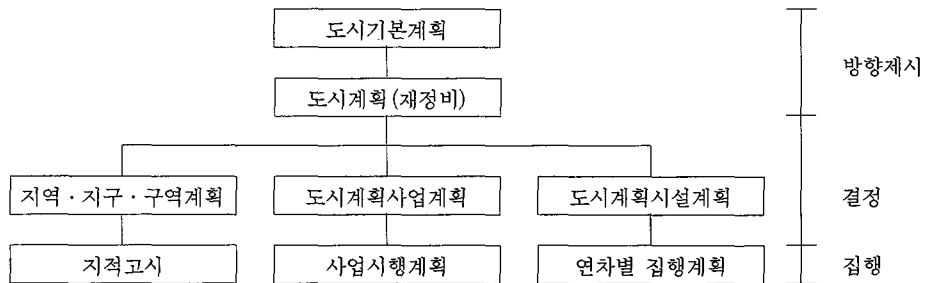 도시기본계획
방향제시
도시계획(재정비)
지역·지구·구역계획
도시계획사업계획
도시계획시설계획
결정
지적고시
사업시행계획
연차별 집행계획
집행